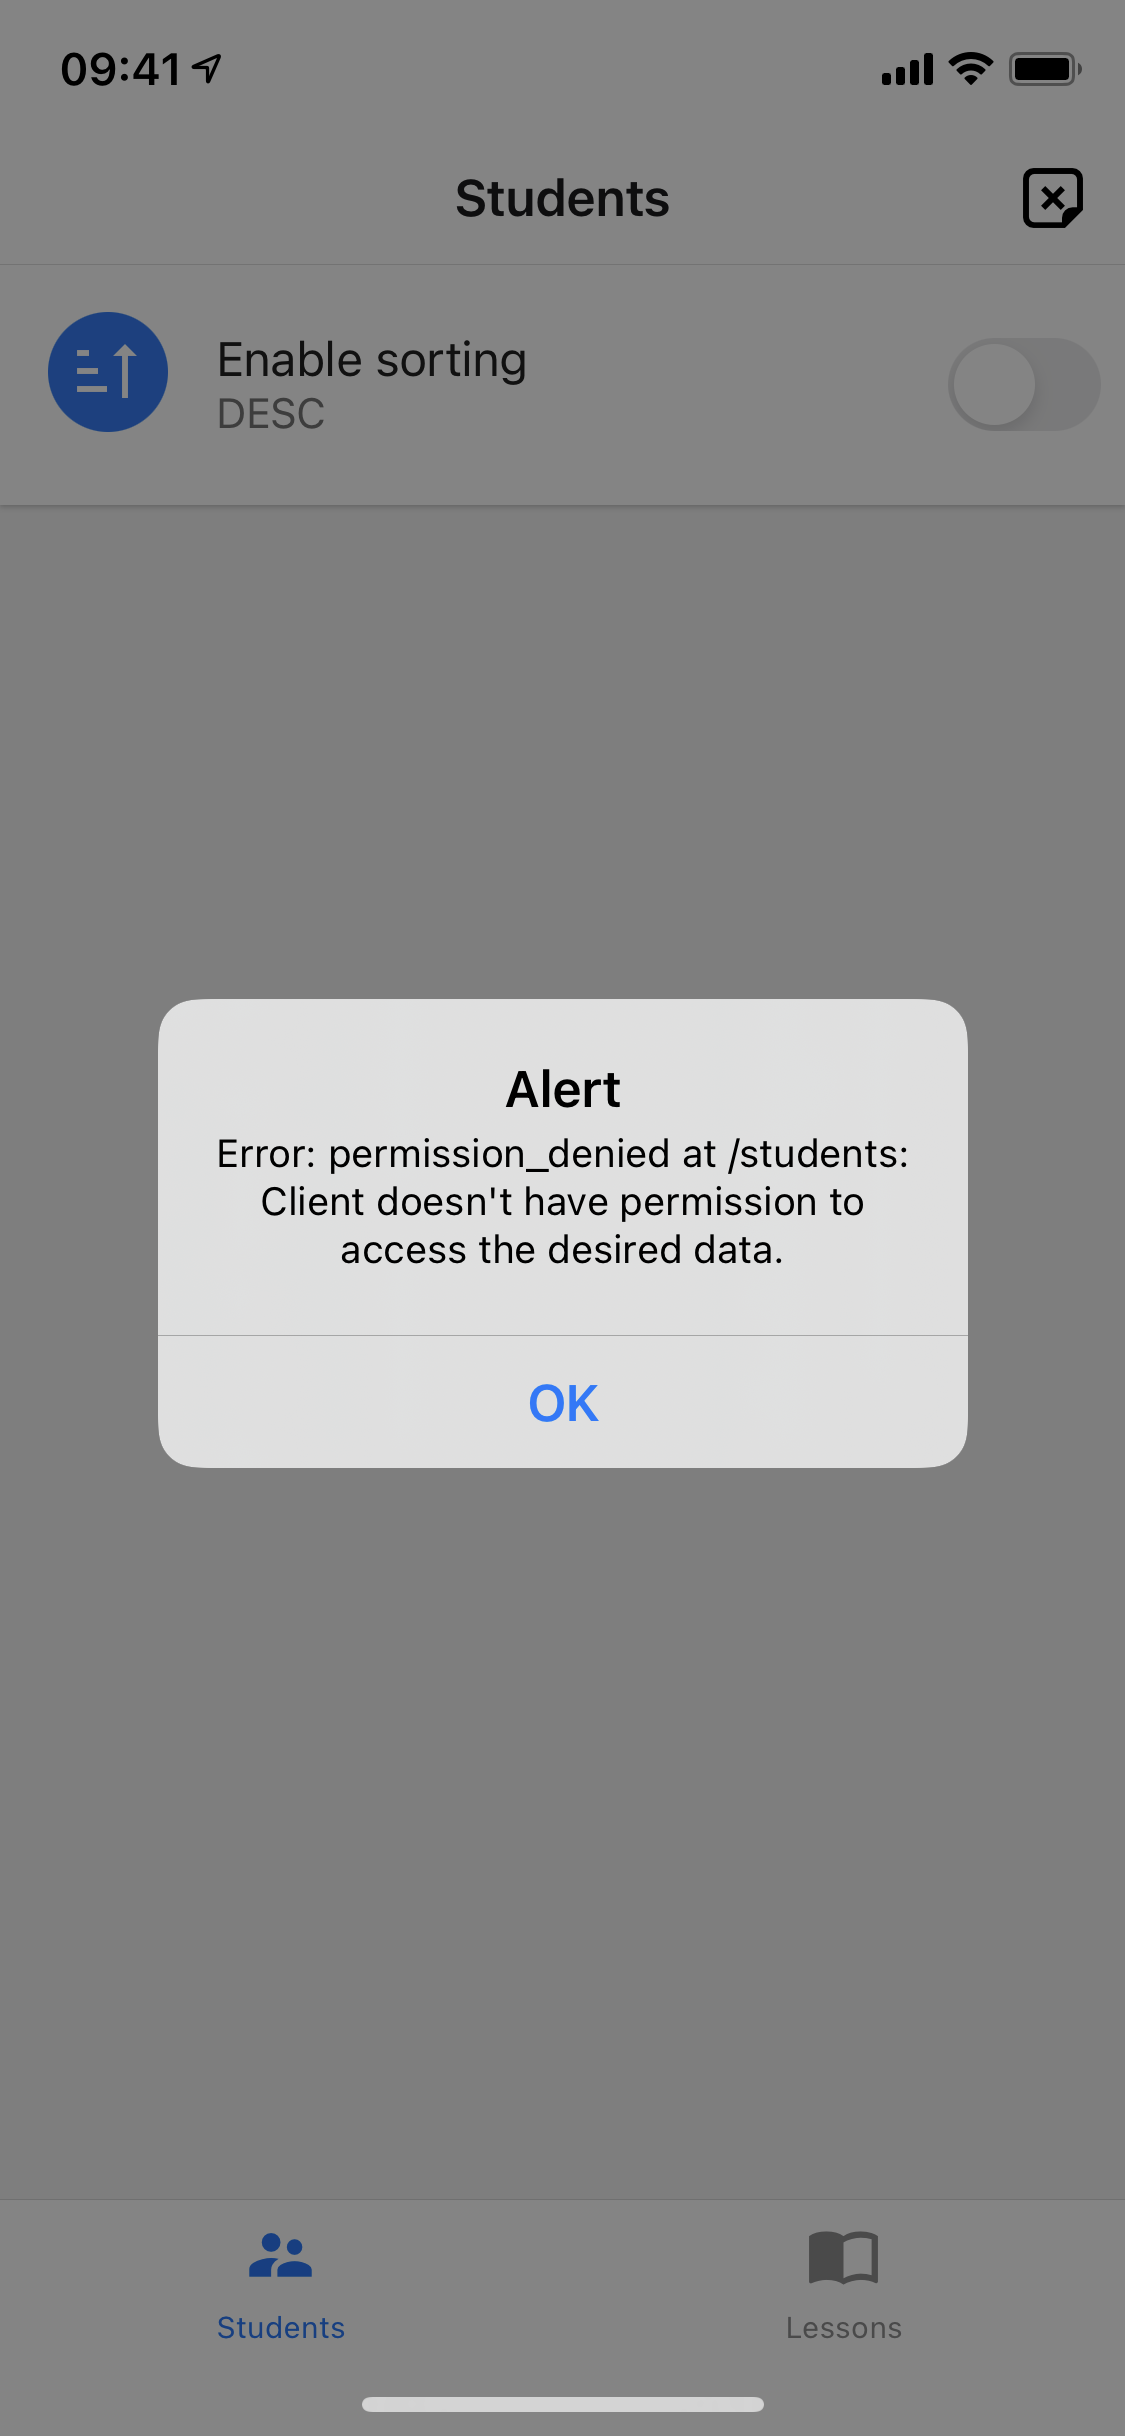 09:41
Students
Enable sorting
DESC
Alert
Error: permission_denied at /students:
Client doesn't have permission to
access the desired data.
OK
Students
Lessons